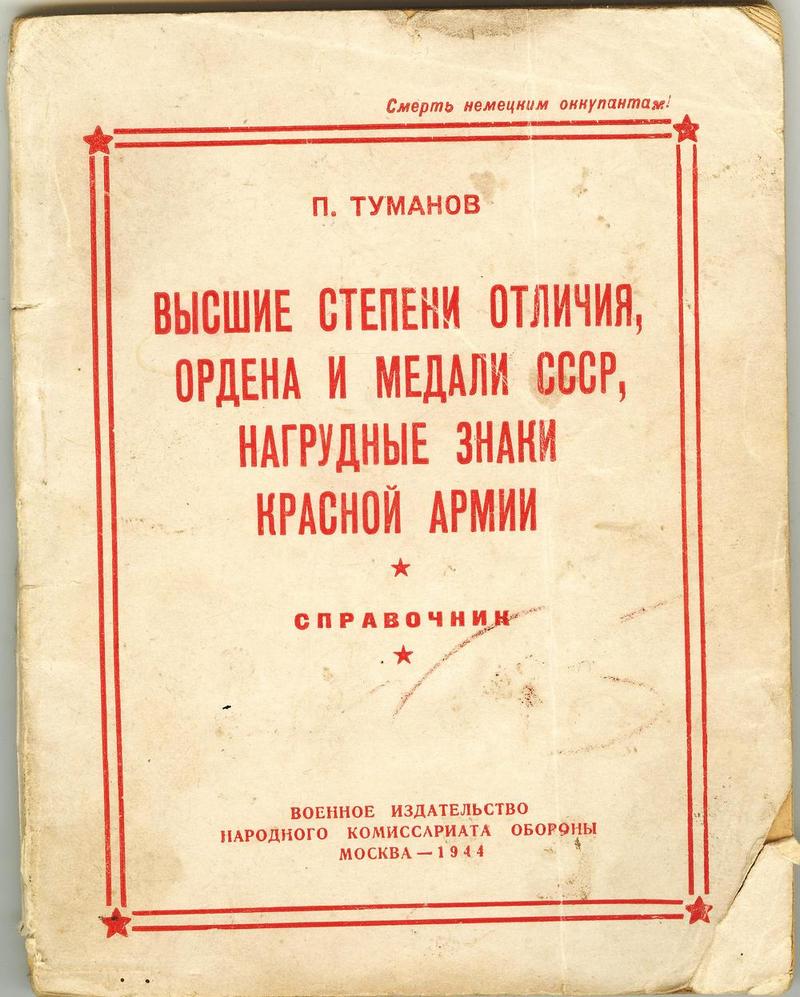 Смерть немецким оккупантам!
П. ТУМАНОВ
ВЫСШИЕ СТЕПЕНИ ОТЛИЧИЯ,
ОРДЕНА И МЕДАЛИ СССР,
НАГРУДНЫЕ ЗНАКИ
КРАСНОЙ АРМИИ
СПРАВОЧНИК
ВОЕННОЕ ИЗДАТЕЛЬСТВО
НАРОДНОГО КОМИССАРИАТА ОБОРОНЫ
МОСКВА — 1944